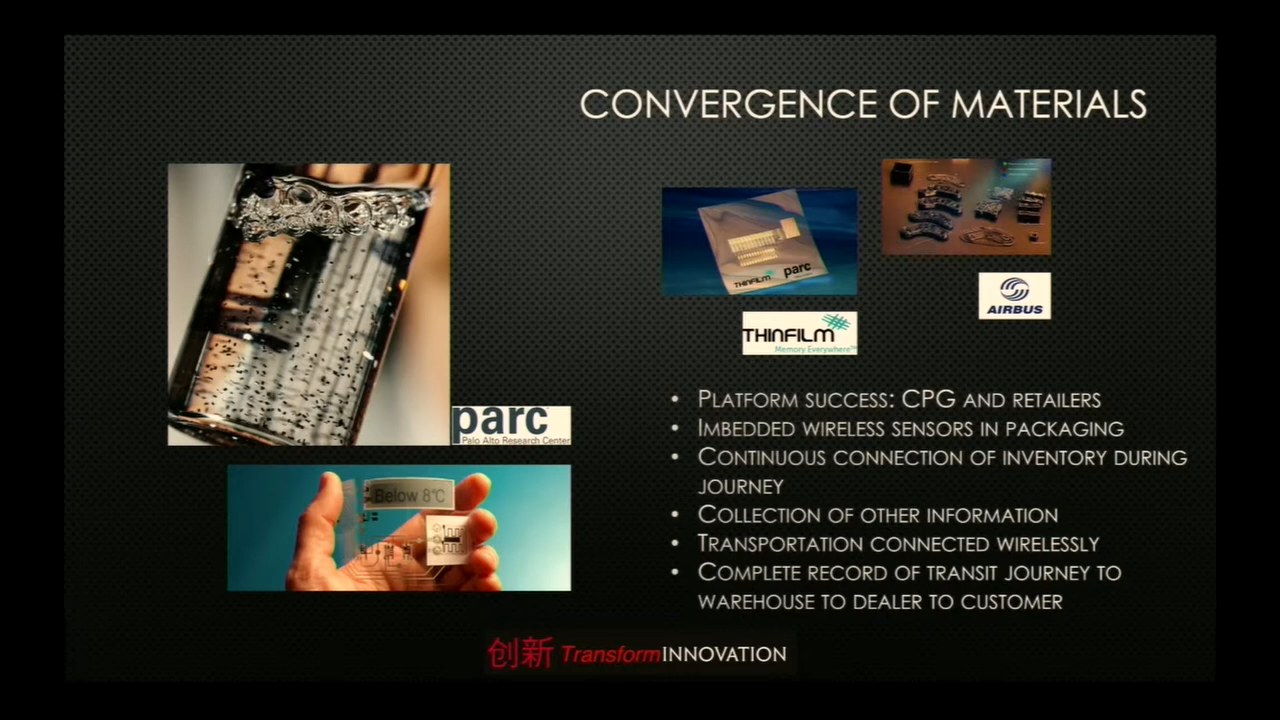 CONVERGENCE OF MATERIALS
THINFILM parc
AIRBUS
THINFILM
Memory Everywhere™
parc
Palo Alto Research Center
Below 8°C
• PLATFORM SUCCESS: CPG AND RETAILERS
• IMBEDDED WIRELESS SENSORS IN PACKAGING
• CONTINUOUS CONNECTION OF INVENTORY DURING
JOURNEY
• COLLECTION OF OTHER INFORMATION
• TRANSPORTATION CONNECTED WIRELESSLY
• COMPLETE RECORD OF TRANSIT JOURNEY TO
WAREHOUSE TO DEALER TO CUSTOMER
创新 TransformINNOVATION